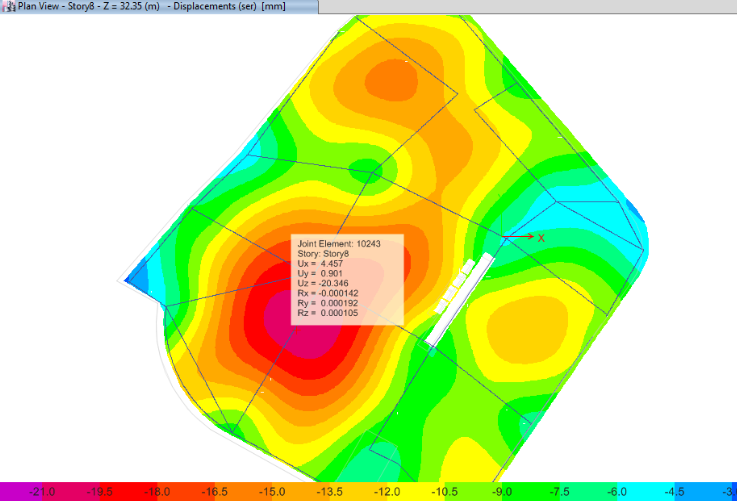 Plan View - Story8 - Z = 32.35 (m) - Displacements (ser) [mm]
X
Joint Element: 10243
Story: Story8
Ux = 4.457
Uy = 0.901
Uz = -20.346
Rx = -0.000142
Ry = 0.000192
Rz = 0.000105
-21.0 -19.5 -18.0 -16.5 -15.0 -13.5 -12.0 -10.5 -9.0 -7.5 -6.0 -4.5